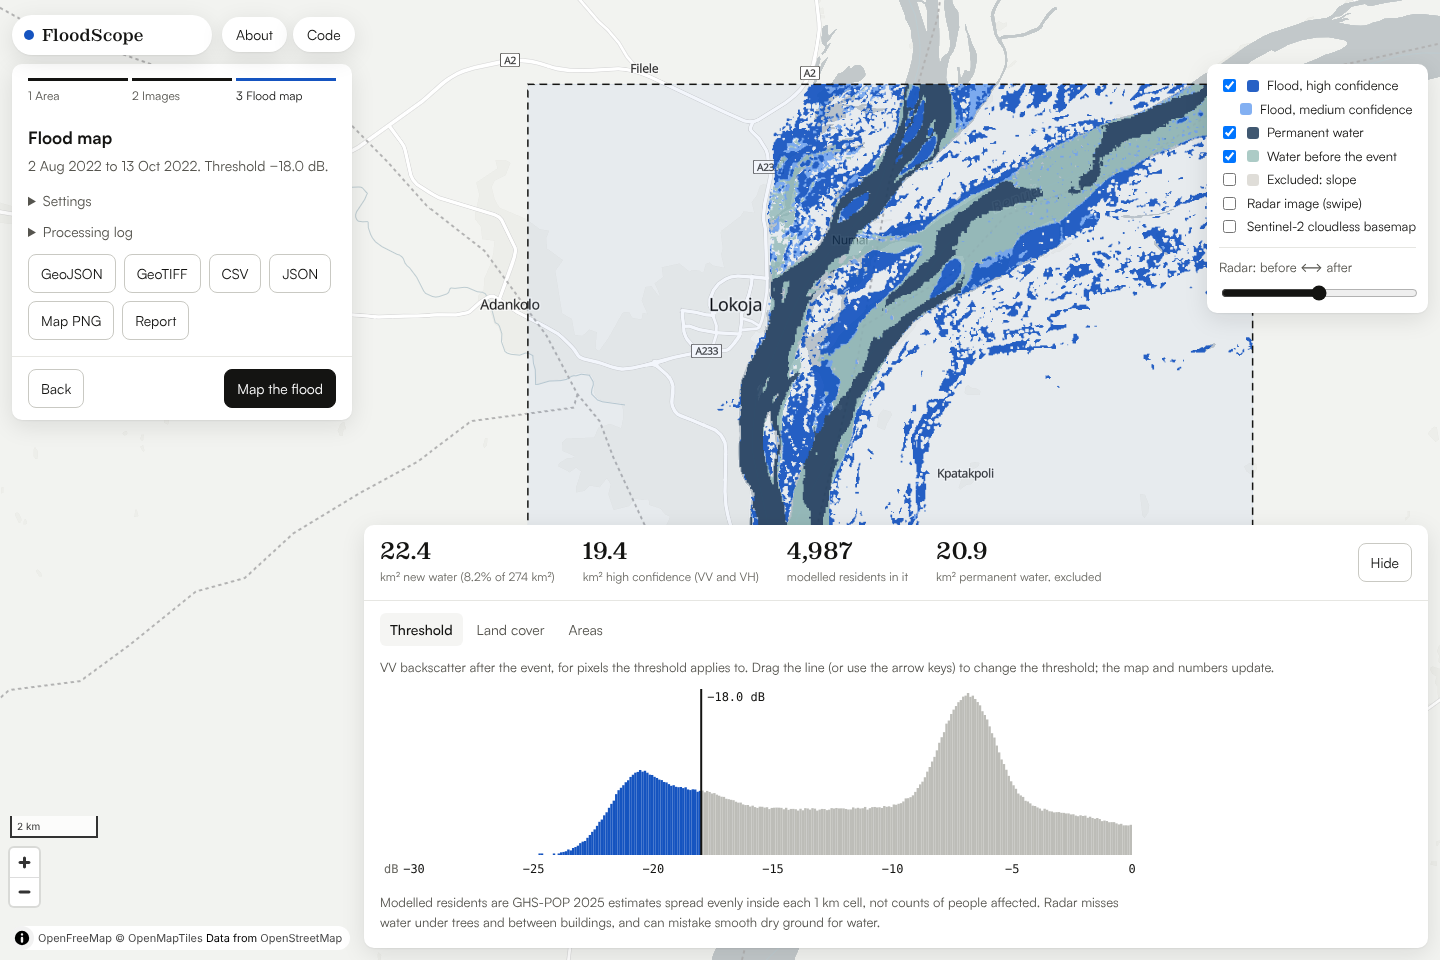 FloodScope
About
Code
1 Area
2 Images
3 Flood map
Flood map
2 Aug 2022 to 13 Oct 2022. Threshold −18.0 dB.
Settings
Processing log
GeoJSON
GeoTIFF
CSV
JSON
Map PNG
Report
Back
Map the flood
A2
Filele
A2
A23
Numai
Adankolo
Lokoja
A233
Kpatakpoli
Flood, high confidence
Flood, medium confidence
Permanent water
Water before the event
Excluded: slope
Radar image (swipe)
Sentinel-2 cloudless basemap
Radar: before ⟷ after
22.4
km² new water (8.2% of 274 km²)
19.4
km² high confidence (VV and VH)
4,987
modelled residents in it
20.9
km² permanent water, excluded
Hide
Threshold
Land cover
Areas
VV backscatter after the event, for pixels the threshold applies to. Drag the line (or use the arrow keys) to change the threshold; the map and numbers update.
−18.0 dB
dB −30 −25 −20 −15 −10 −5 0
Modelled residents are GHS-POP 2025 estimates spread evenly inside each 1 km cell, not counts of people affected. Radar misses
water under trees and between buildings, and can mistake smooth dry ground for water.
2 km
+
−
OpenFreeMap © OpenMapTiles Data from OpenStreetMap